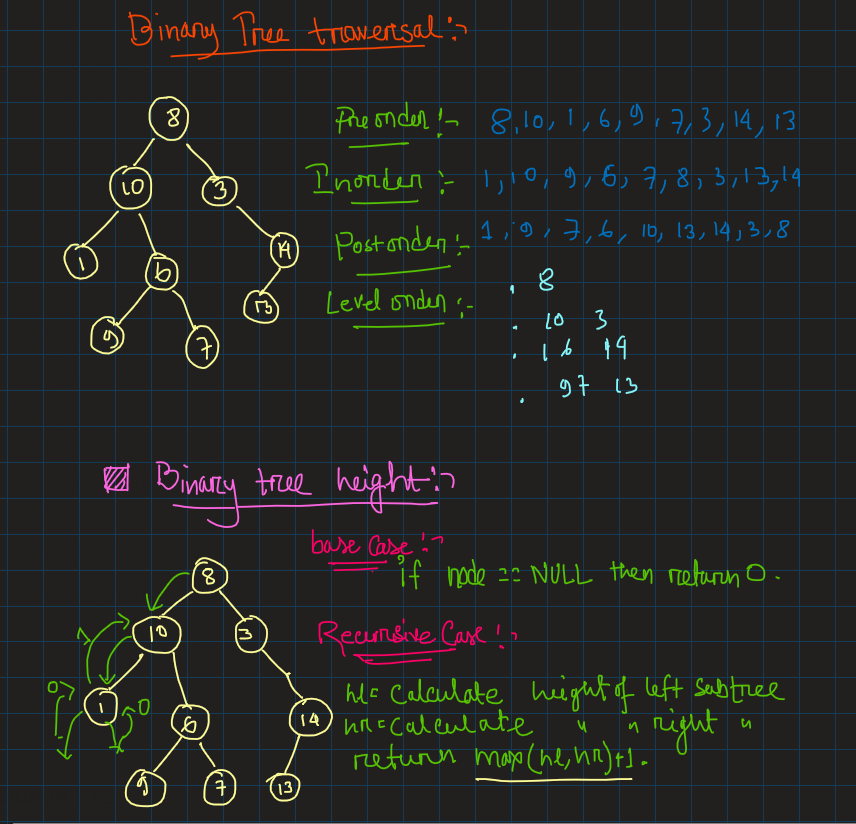 Binary Tree traversal :-
8
10
3
1
6
14
9
7
13
Preorder :- 8,10, 1, 6, 9, 7, 3, 14, 13
Inorder :- 1,10, 9, 6, 7, 8, 3, 13, 14
Postorder :- 1, 9, 7, 6, 10, 13, 14, 3, 8
Level order :-
. 8
. 10 3
. 1 6 14
. 9 7 13
Binary tree height :-
base Case :-
if node == NULL then return 0.
Recursive Case :-
hl = Calculate height of left subtree
hr = Calculate " " right "
return max(hl, hr)+1.
8
10
3
1
6
14
9
7
13
1
0
0